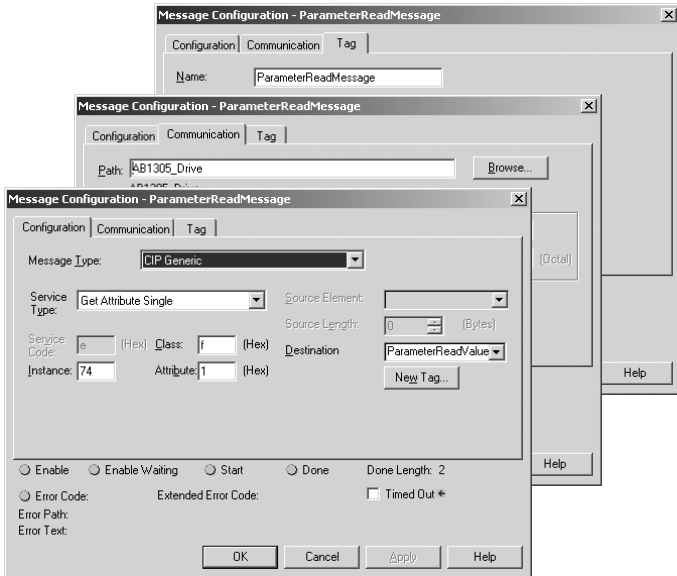 Message Configuration - ParameterReadMessage
Configuration Communication Tag
Name: ParameterReadMessage
Message Configuration - ParameterReadMessage
Configuration Communication Tag
Path: AB1305_Drive Browse...
AB1305_Drive
Message Configuration - ParameterReadMessage
Configuration Communication Tag
(Octal)
Message Type: CIP Generic
Service Type: Get Attribute Single Source Element:
Source Length: 0 (Bytes)
Service Code: e (Hex) Class: f (Hex) Destination ParameterReadValue
Instance: 74 Attribute: 1 (Hex) New Tag...
Help
Enable Enable Waiting Start Done Done Length: 2
Help
Error Code: Extended Error Code: Timed Out
Error Path:
Error Text:
OK Cancel Apply Help